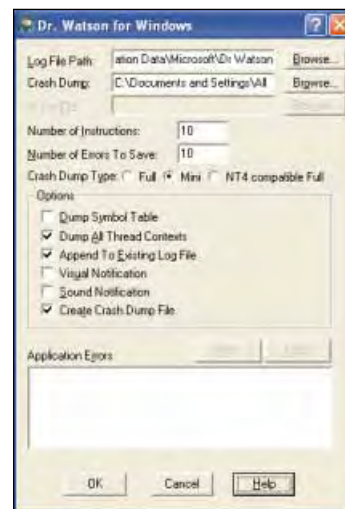 Dr. Watson for Windows
Log File Path: ation Data\Microsoft\Dr Watson Browse...
Crash Dump: C:\Documents and Settings\All Browse...
Number of Instructions: 10
Number of Errors To Save: 10
Crash Dump Type: Full Mini NT4 compatible Full
Options
Dump Symbol Table
Dump All Thread Contexts
Append To Existing Log File
Visual Notification
Sound Notification
Create Crash Dump File
Application Errors
OK Cancel Help